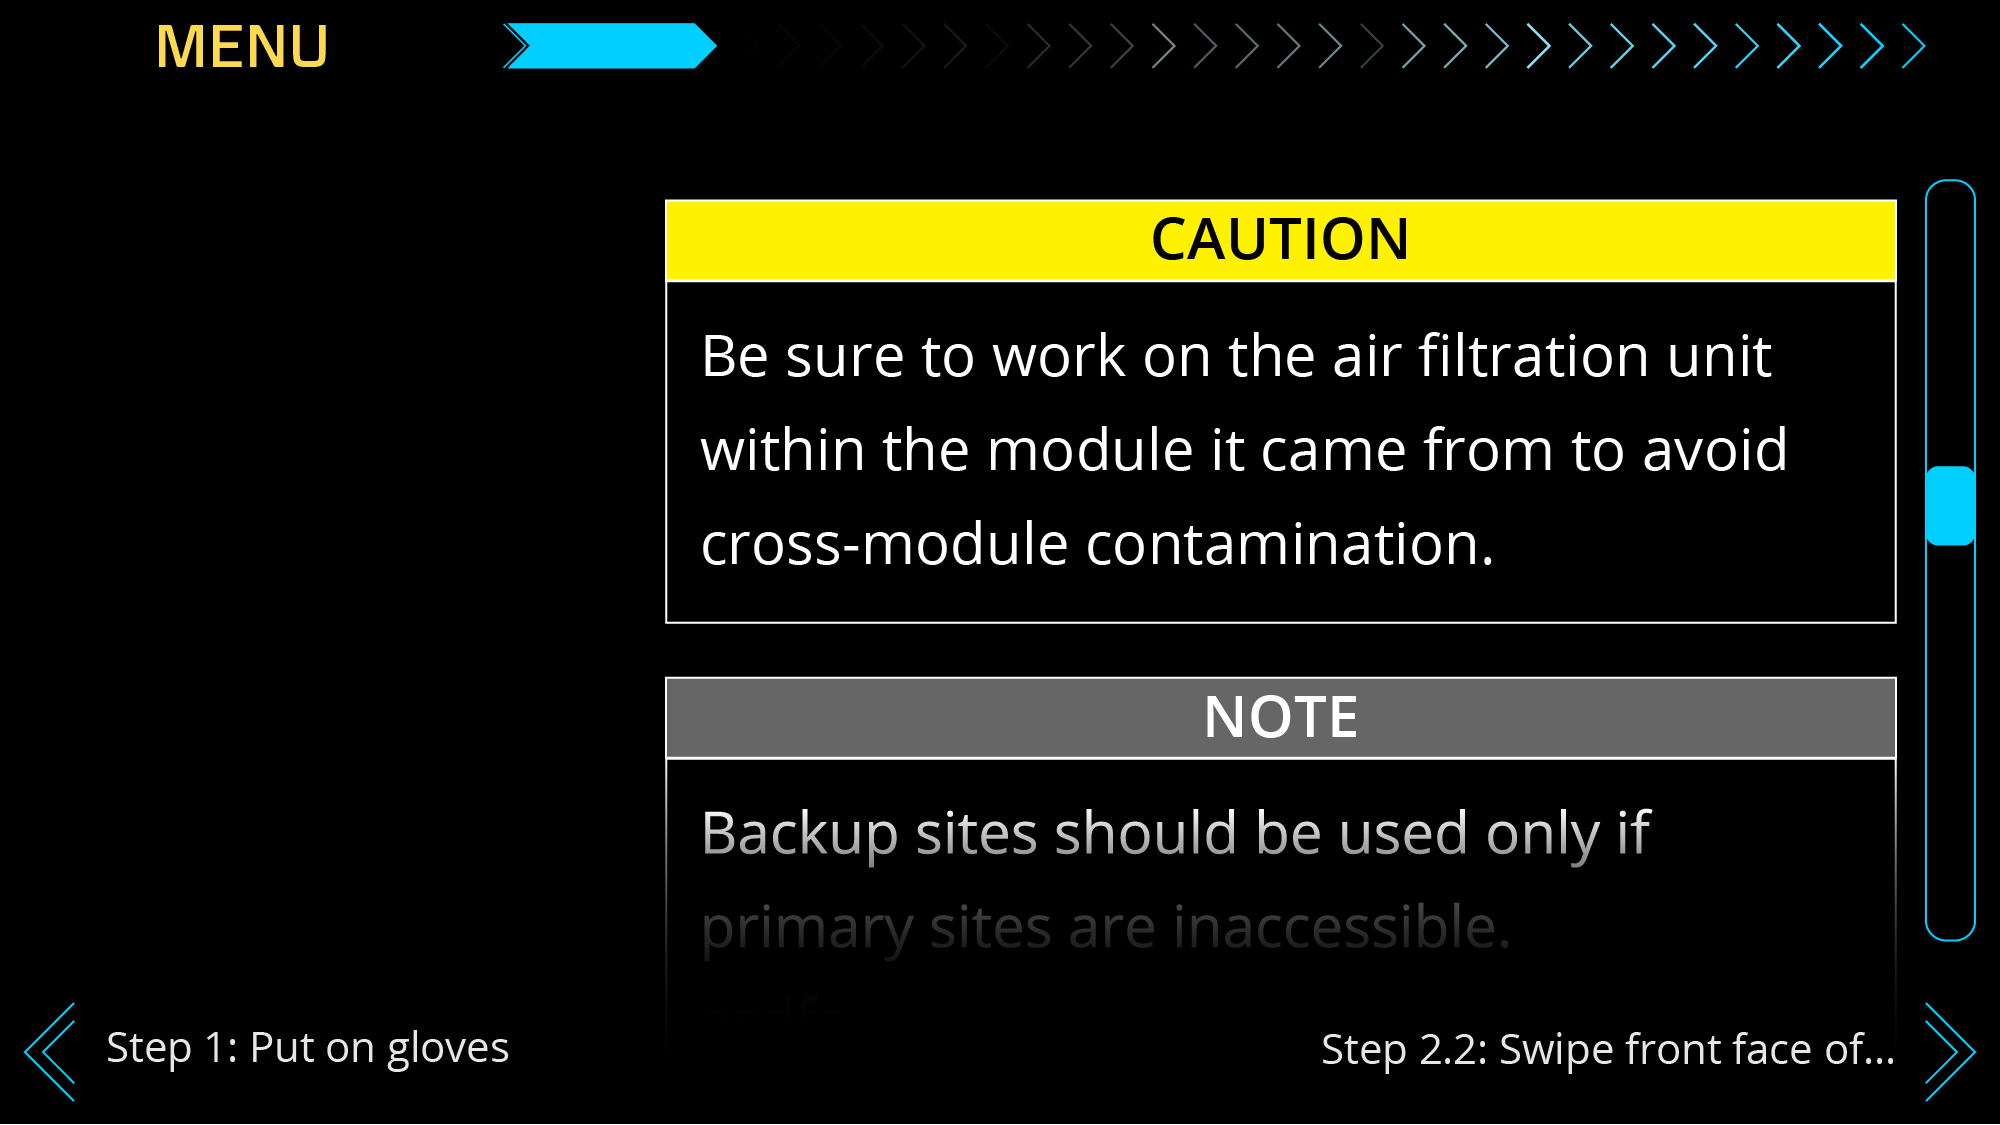 MENU
CAUTION
Be sure to work on the air filtration unit
within the module it came from to avoid
cross-module contamination.
NOTE
Backup sites should be used only if
primary sites are inaccessible.
Step 1: Put on gloves
Step 2.2: Swipe front face of...